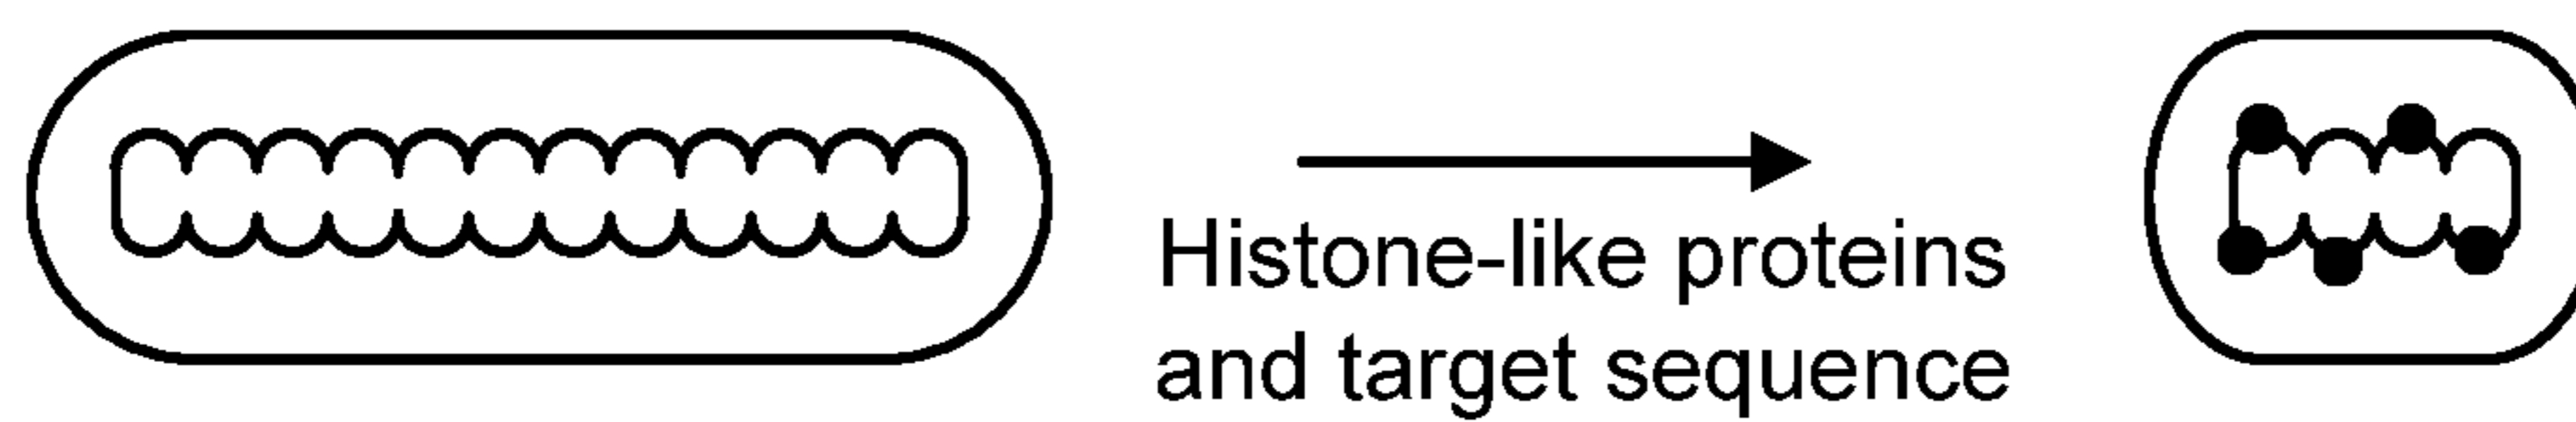 Histone-like proteins
and target sequence